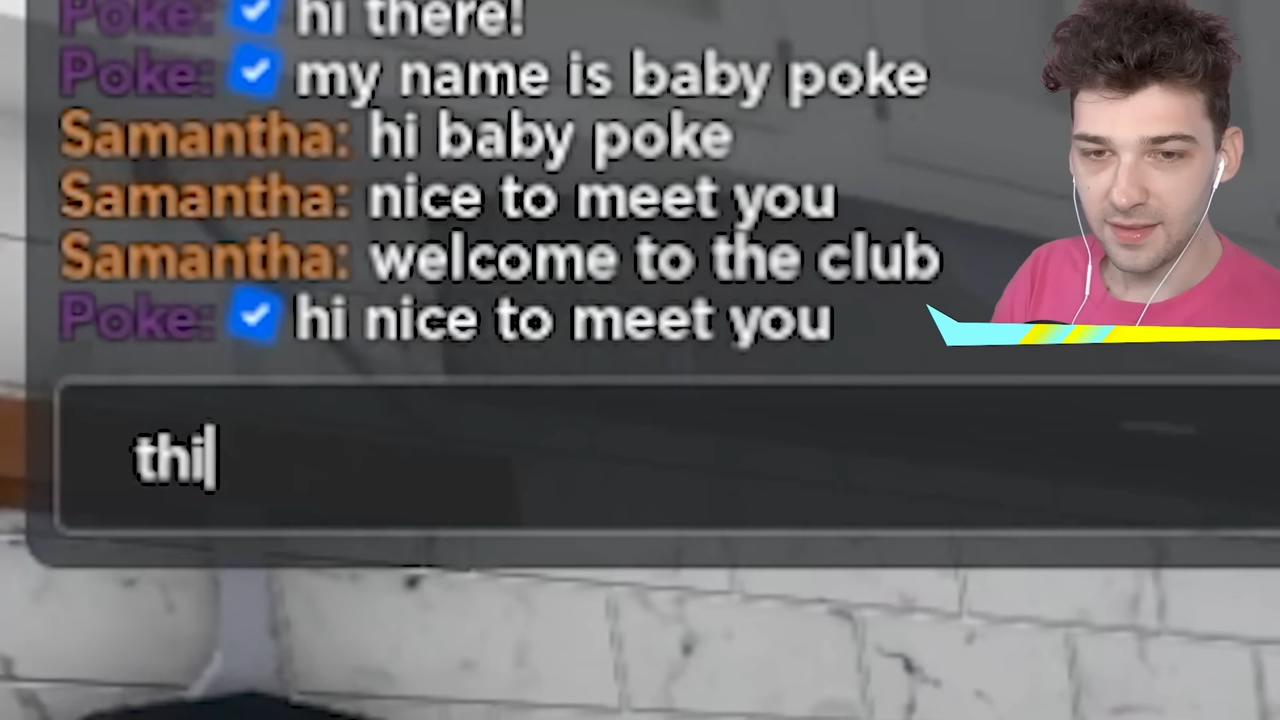 Poke: hi there!
Poke: my name is baby poke
Samantha: hi baby poke
Samantha: nice to meet you
Samantha: welcome to the club
Poke: hi nice to meet you
thi